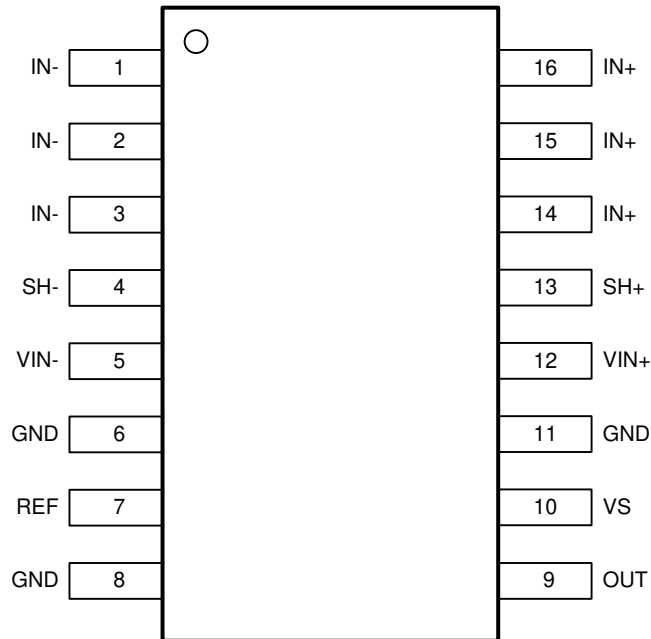 IN- 1 16 IN+
IN- 2 15 IN+
IN- 3 14 IN+
SH- 4 13 SH+
VIN- 5 12 VIN+
GND 6 11 GND
REF 7 10 VS
GND 8 9 OUT